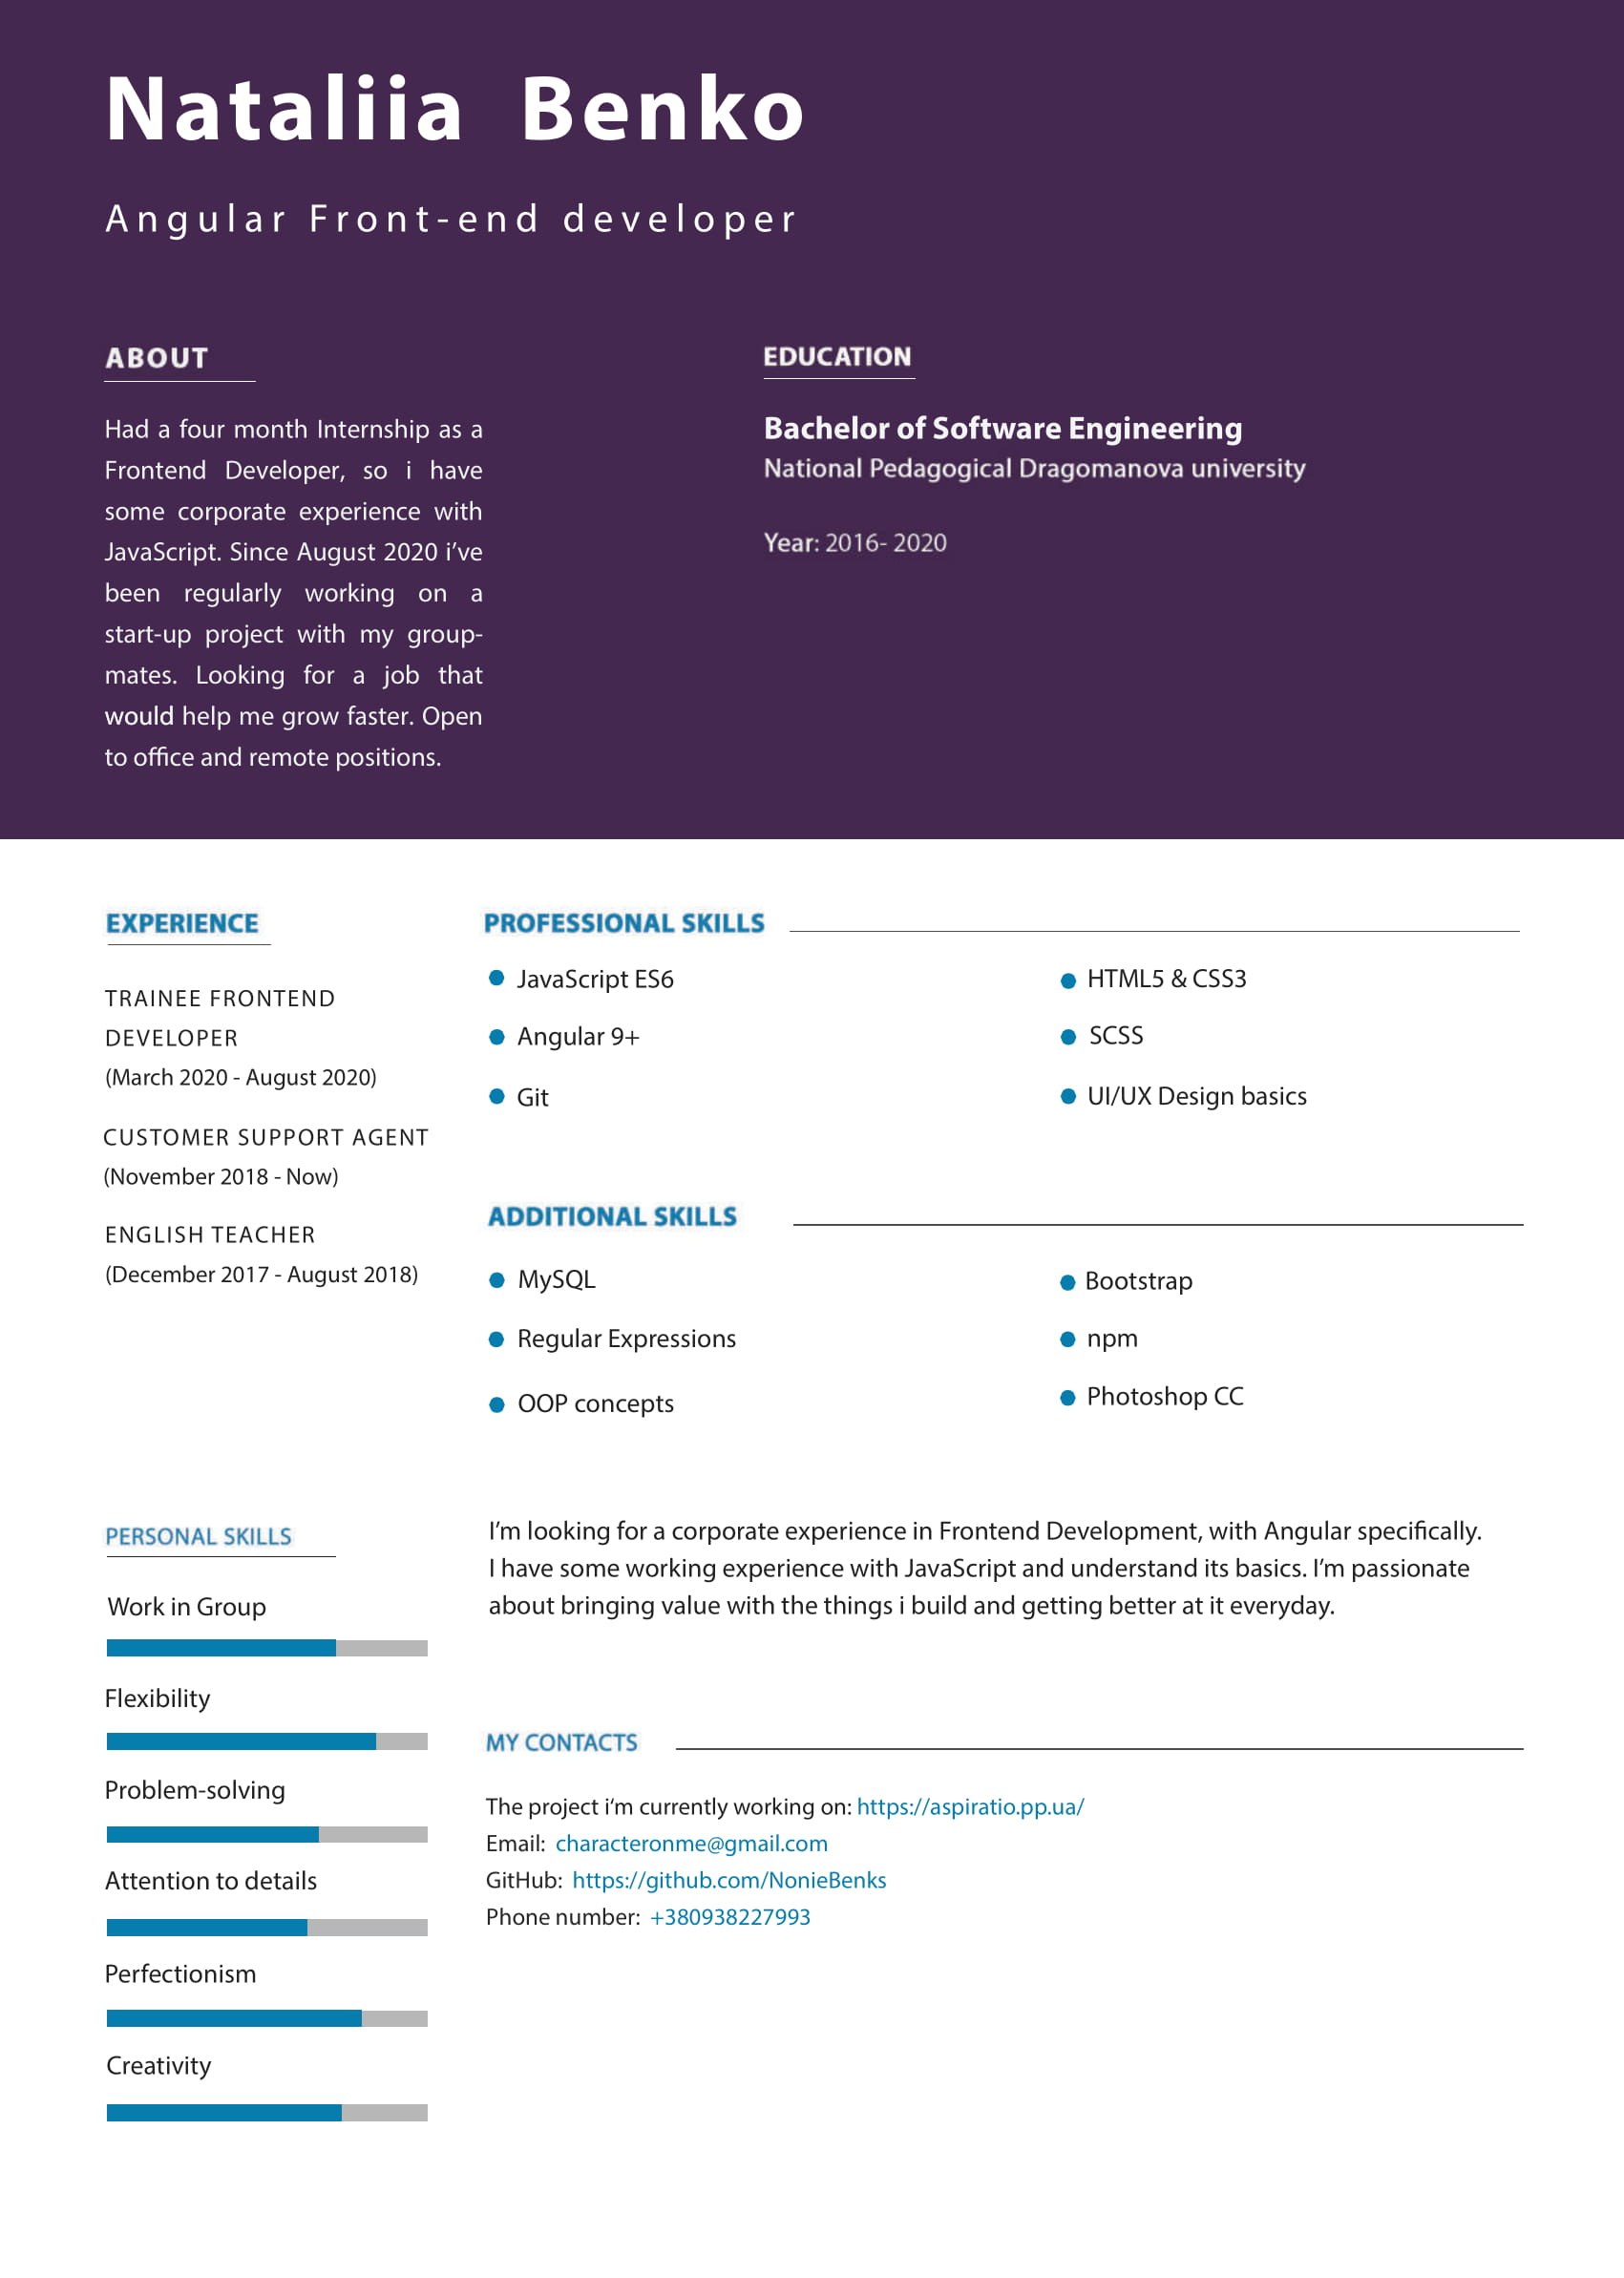 Nataliia Benko
Angular Front-end developer
ABOUT
Had a four month Internship as a
Frontend Developer, so i have
some corporate experience with
JavaScript. Since August 2020 i’ve
been regularly working on a
start-up project with my group-
mates. Looking for a job that
would help me grow faster. Open
to office and remote positions.
EDUCATION
Bachelor of Software Engineering
National Pedagogical Dragomanova university
Year: 2016- 2020
EXPERIENCE
TRAINEE FRONTEND
DEVELOPER
(March 2020 - August 2020)
CUSTOMER SUPPORT AGENT
(November 2018 - Now)
ENGLISH TEACHER
(December 2017 - August 2018)
PROFESSIONAL SKILLS
JavaScript ES6
Angular 9+
Git
HTML5 & CSS3
SCSS
UI/UX Design basics
ADDITIONAL SKILLS
MySQL
Regular Expressions
OOP concepts
Bootstrap
npm
Photoshop CC
PERSONAL SKILLS
Work in Group
Flexibility
Problem-solving
Attention to details
Perfectionism
Creativity
I’m looking for a corporate experience in Frontend Development, with Angular specifically.
I have some working experience with JavaScript and understand its basics. I’m passionate
about bringing value with the things i build and getting better at it everyday.
MY CONTACTS
The project i‘m currently working on: https://aspiratio.pp.ua/
Email: characteronme@gmail.com
GitHub: https://github.com/NonieBenks
Phone number: +380938227993